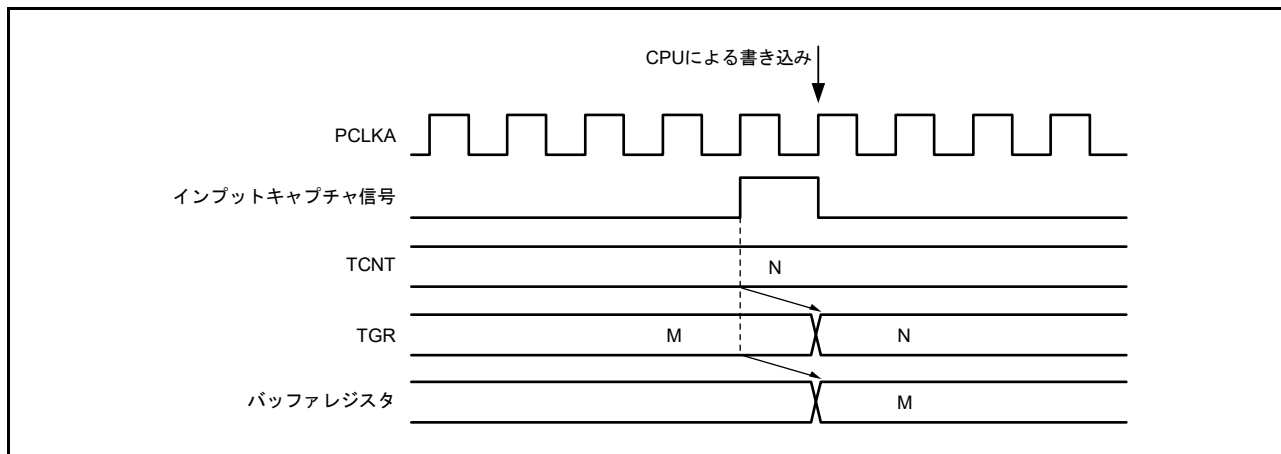 CPUによる書き込み
PCLKA
インプットキャプチャ信号
TCNT
N
TGR
M
N
バッファレジスタ
M